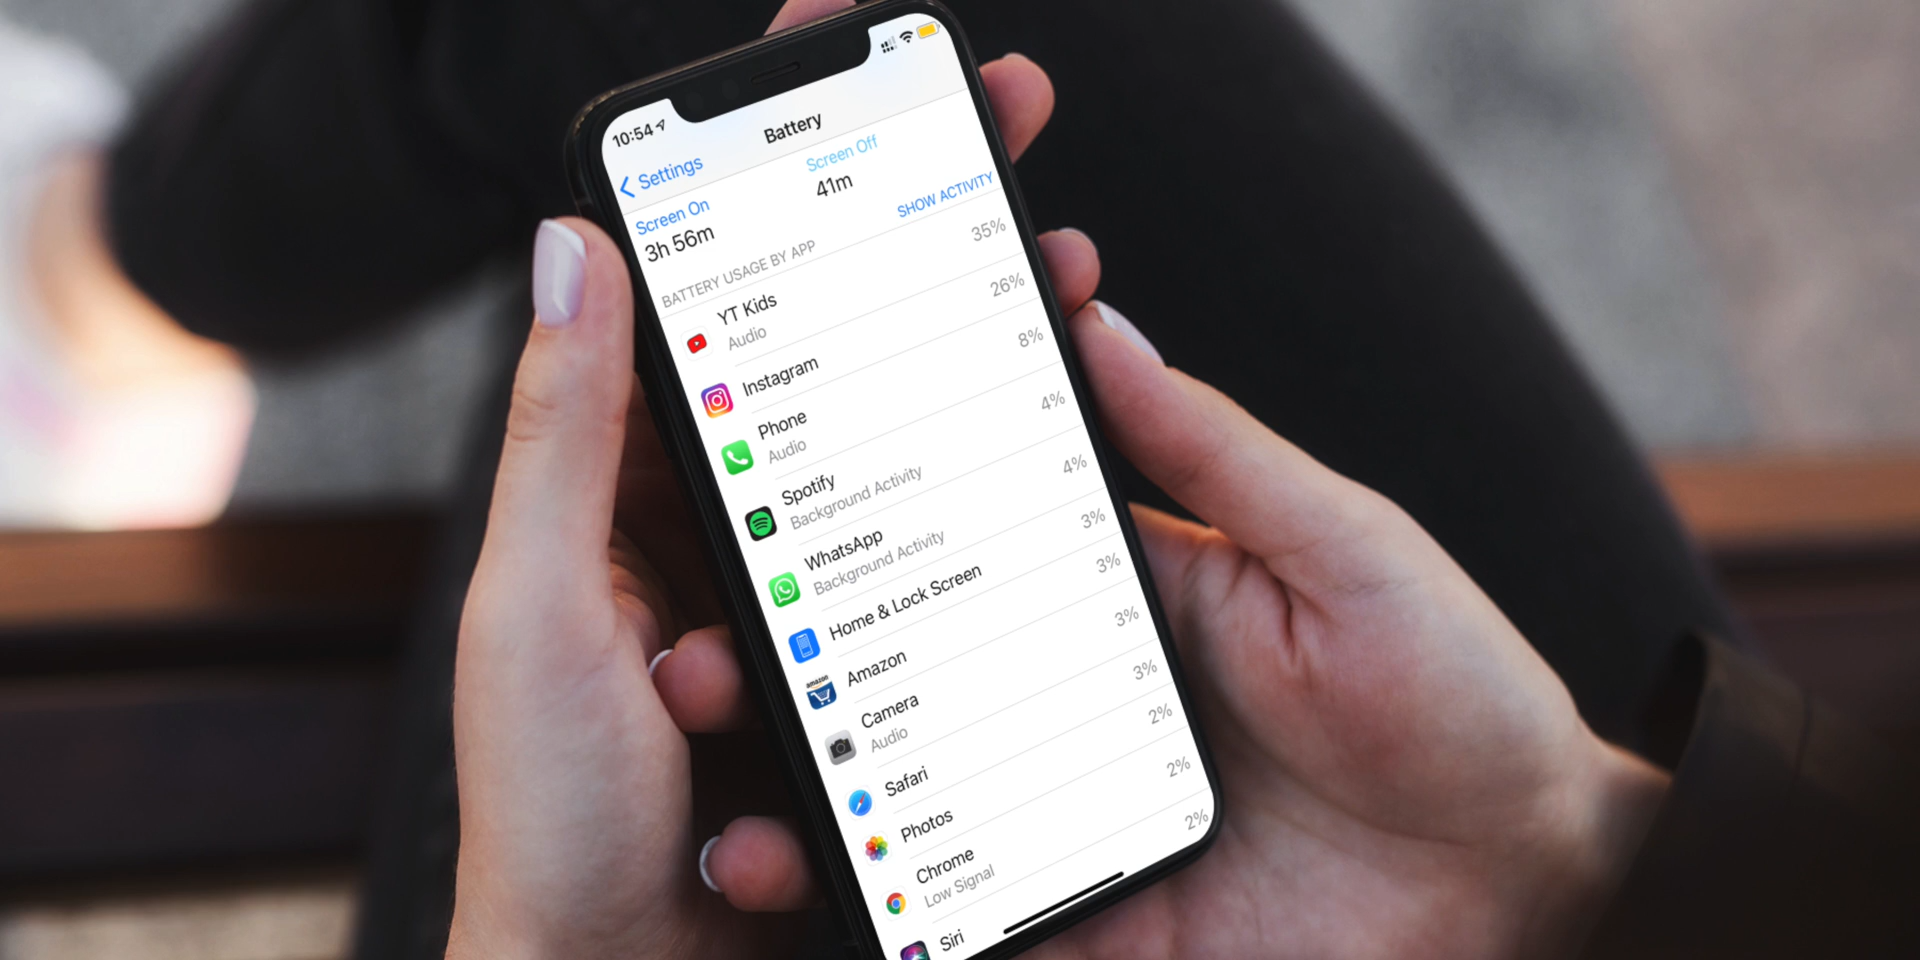 10:54
Settings
Battery
Screen On
3h 56m
Screen Off
41m
BATTERY USAGE BY APP
SHOW ACTIVITY
YT Kids 35%
Audio
Instagram 26%
Phone 8%
Audio
Spotify 4%
Background Activity
WhatsApp 4%
Background Activity
Home & Lock Screen 3%
amazon
Amazon 3%
Camera 3%
Audio
Safari 3%
Photos 2%
Chrome 2%
Low Signal
Siri 2%